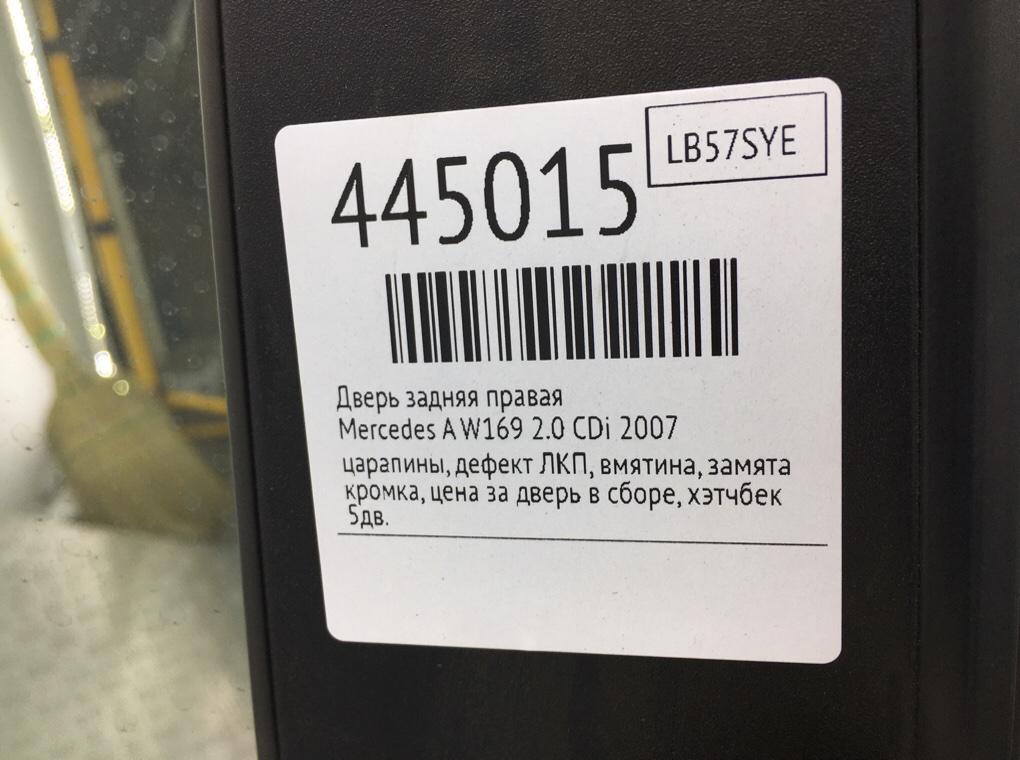 LB57SYE
445015
Дверь задняя правая
Mercedes A W169 2.0 CDi 2007
царапины, дефект ЛКП, вмятина, замята
кромка, цена за дверь в сборе, хэтчбек
5дв.